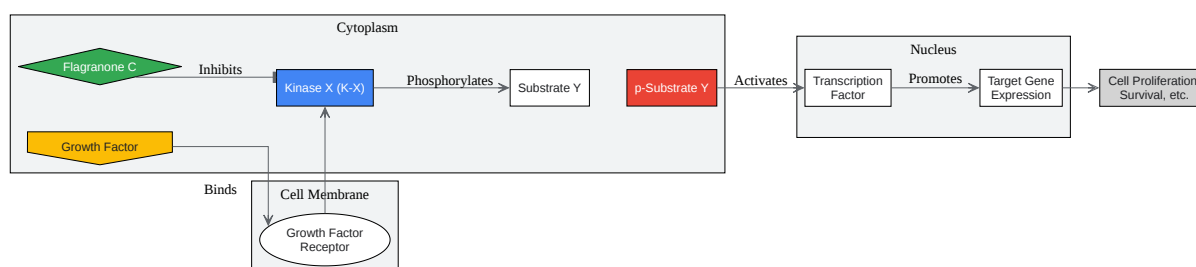 Cytoplasm
Flagranone C
Inhibits
Kinase X (K-X)
Phosphorylates
Substrate Y
p-Substrate Y
Activates
Nucleus
Transcription
Factor
Promotes
Target Gene
Expression
Cell Proliferation
Survival, etc.
Growth Factor
Binds
Cell Membrane
Growth Factor
Receptor